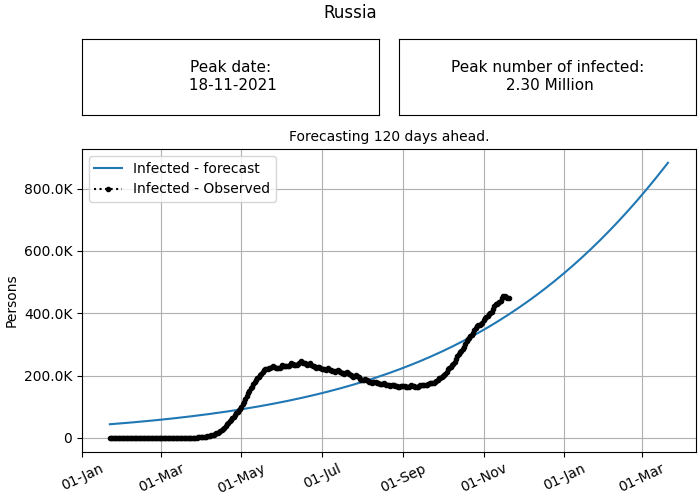 Russia
Peak date:
18-11-2021
Peak number of infected:
2.30 Million
Forecasting 120 days ahead.
Infected - forecast
Infected - Observed
800.0K
600.0K
400.0K
200.0K
0
Persons
01-Jan
01-Mar
01-May
01-Jul
01-Sep
01-Nov
01-Jan
01-Mar